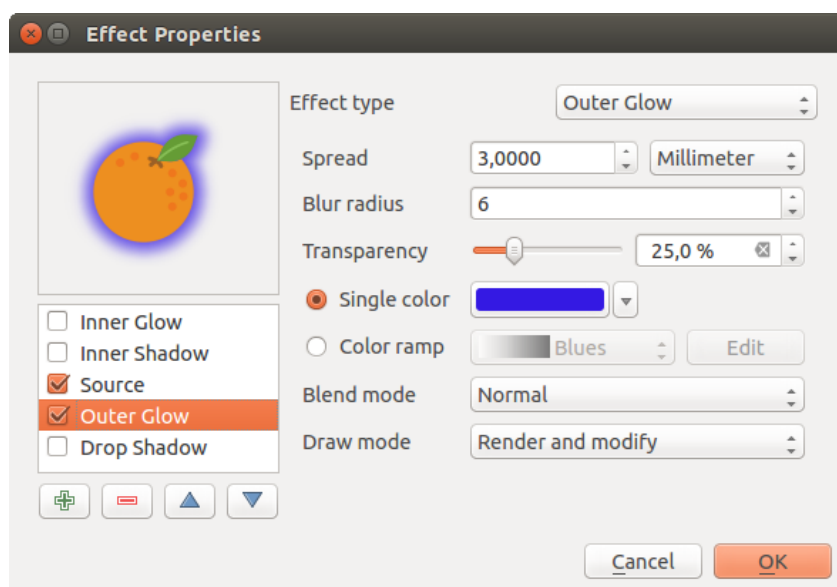 Effect Properties
Effect type Outer Glow
Spread 3,0000 Millimeter
Blur radius 6
Transparency 25,0 %
Single color
Color ramp Blues Edit
Blend mode Normal
Draw mode Render and modify
Inner Glow
Inner Shadow
Source
Outer Glow
Drop Shadow
Cancel OK